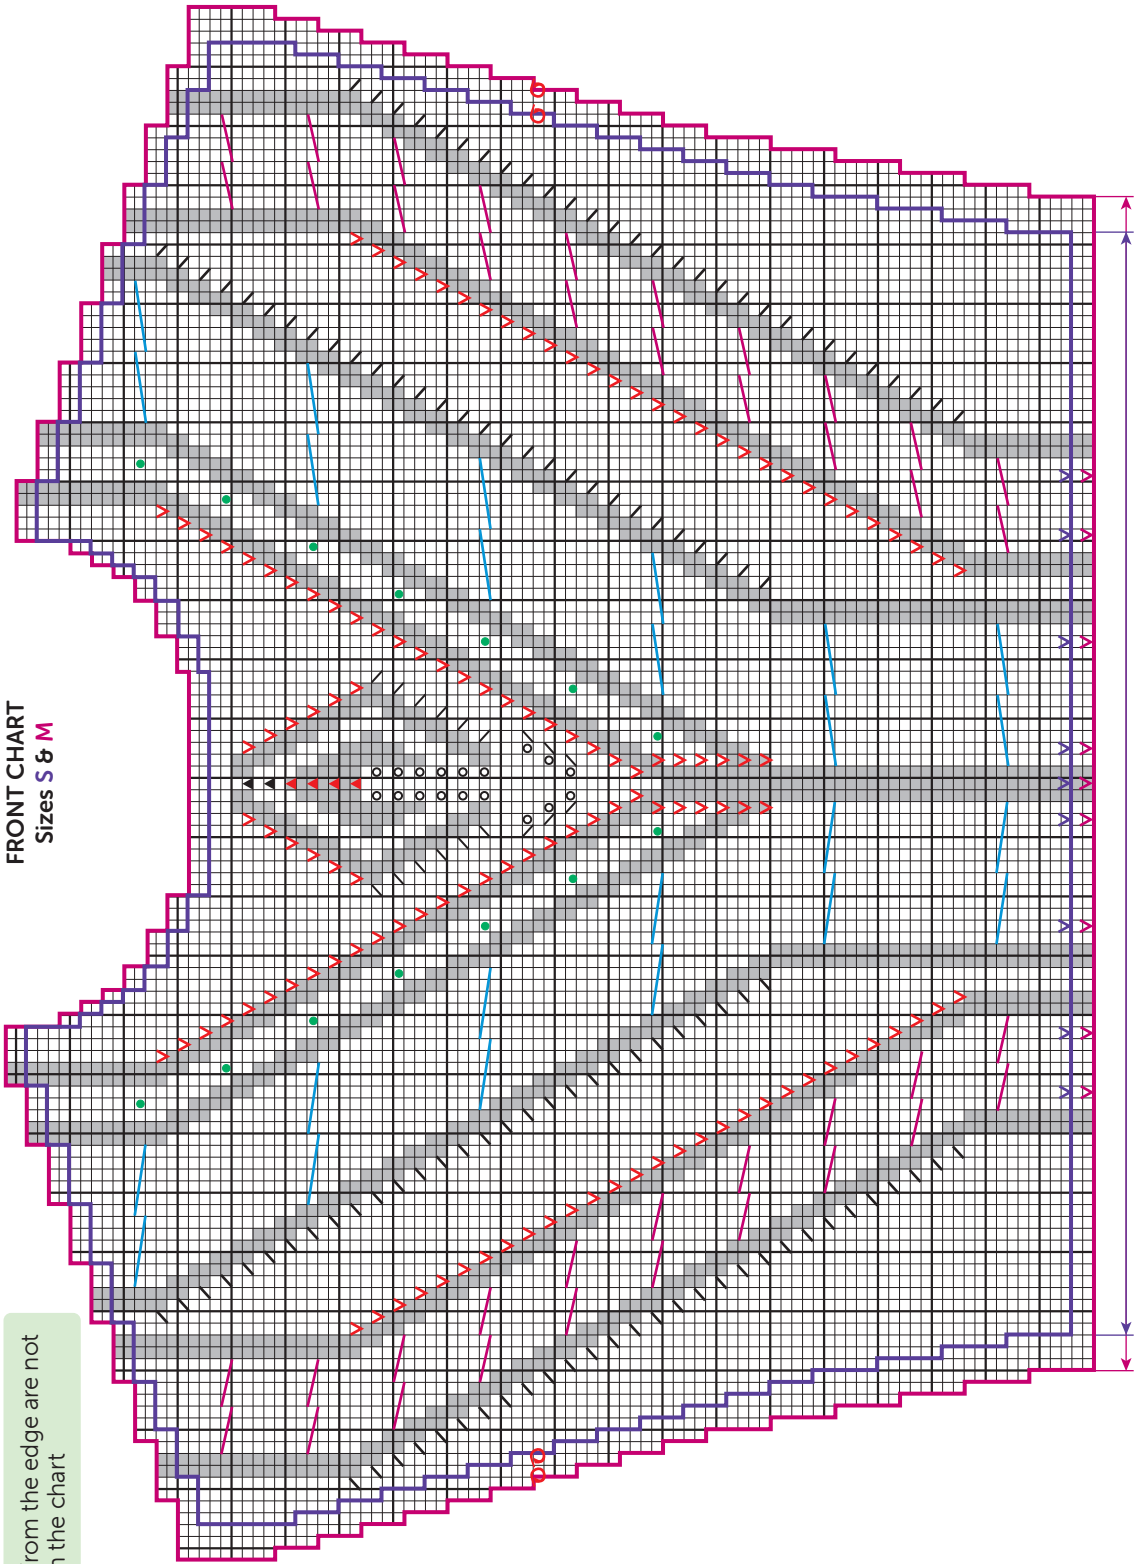 FRONT CHART
Sizes S & M
rom the edge are not
n the chart